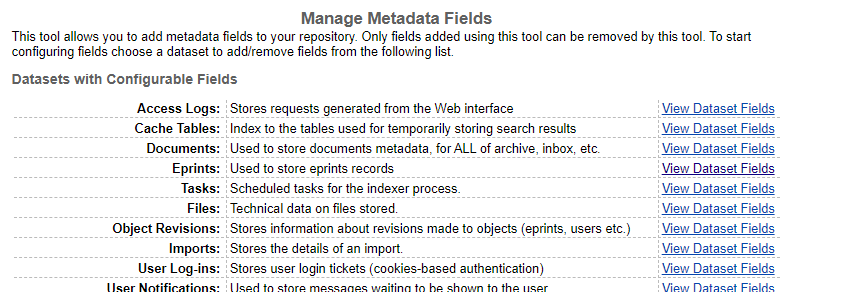 Manage Metadata Fields
This tool allows you to add metadata fields to your repository. Only fields added using this tool can be removed by this tool. To start
configuring fields choose a dataset to add/remove fields from the following list.
Datasets with Configurable Fields
Access Logs: Stores requests generated from the Web interface View Dataset Fields
Cache Tables: Index to the tables used for temporarily storing search results View Dataset Fields
Documents: Used to store documents metadata, for ALL of archive, inbox, etc. View Dataset Fields
Eprints: Used to store eprints records View Dataset Fields
Tasks: Scheduled tasks for the indexer process. View Dataset Fields
Files: Technical data on files stored. View Dataset Fields
Object Revisions: Stores information about revisions made to objects (eprints, users etc.) View Dataset Fields
Imports: Stores the details of an import. View Dataset Fields
User Log-ins: Stores user login tickets (cookies-based authentication) View Dataset Fields
User Notifications: Used to store messages waiting to be shown to the user View Dataset Fields